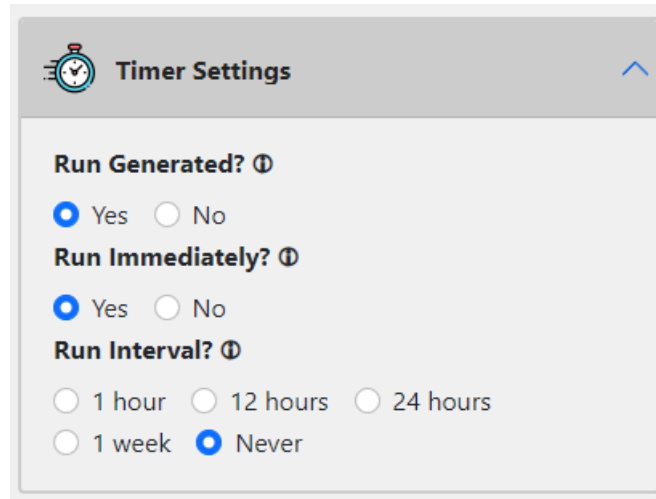 Timer Settings
Run Generated? ⓘ
Yes No
Run Immediately? ⓘ
Yes No
Run Interval? ⓘ
1 hour 12 hours 24 hours
1 week Never